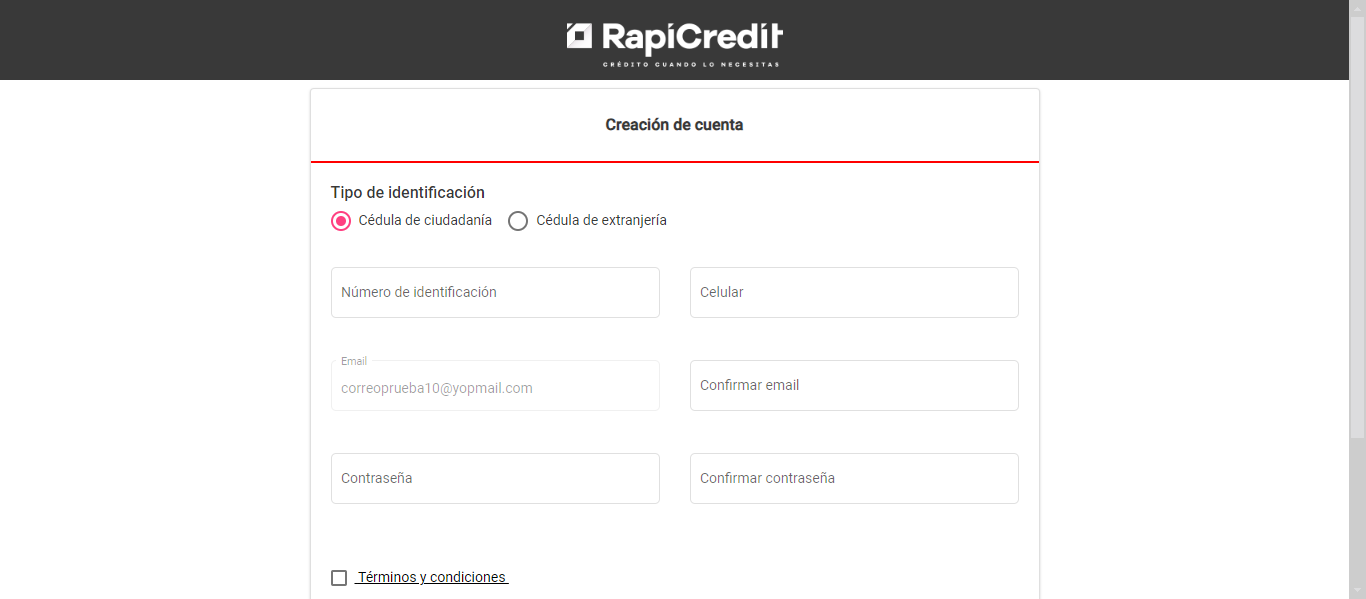 RapiCredit
CRÉDITO CUANDO LO NECESITAS
Creación de cuenta
Tipo de identificación
Cédula de ciudadanía Cédula de extranjería
Número de identificación Celular
Email
correoprueba10@yopmail.com Confirmar email
Contraseña Confirmar contraseña
Términos y condiciones